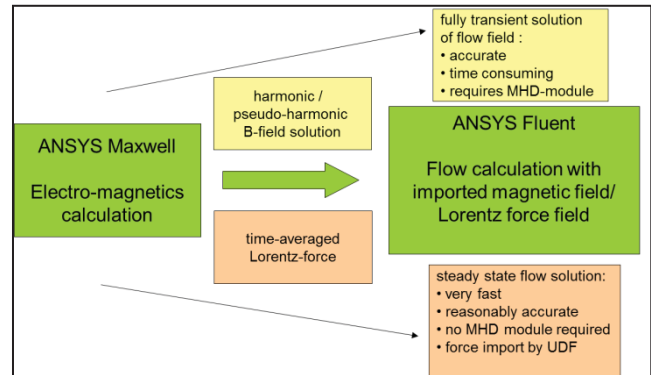 fully transient solution
of flow field :
• accurate
• time consuming
• requires MHD-module
harmonic /
pseudo-harmonic
B-field solution
ANSYS Maxwell
Electro-magnetics
calculation
ANSYS Fluent
Flow calculation with
imported magnetic field/
Lorentz force field
time-averaged
Lorentz-force
steady state flow solution:
• very fast
• reasonably accurate
• no MHD module required
• force import by UDF